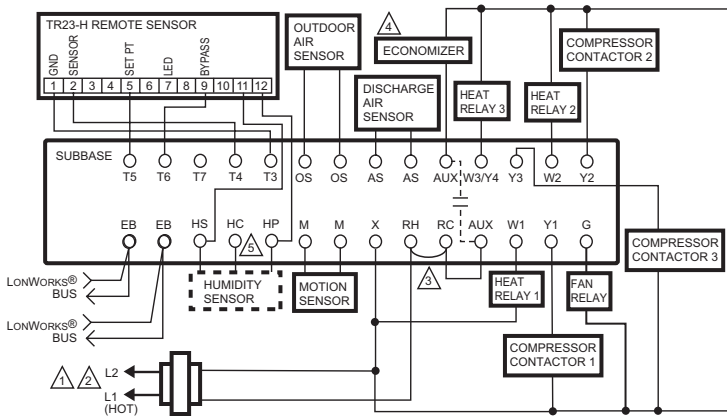 TR23-H REMOTE SENSOR
GND
SENSOR
SET PT
LED
BYPASS
1 2 3 4 5 6 7 8 9 10 11 12
OUTDOOR
AIR
SENSOR
4
ECONOMIZER
DISCHARGE
AIR
SENSOR
HEAT
RELAY 3
HEAT
RELAY 2
COMPRESSOR
CONTACTOR 2
SUBBASE
T5 T6 T7 T4 T3 OS OS AS AS AUX W3/Y4 Y3 W2 Y2
EB EB HS HC HP M M X RH RC AUX W1 Y1 G
5
3
LONWORKS®
BUS
LONWORKS®
BUS
HUMIDITY
SENSOR
MOTION
SENSOR
HEAT
RELAY 1
FAN
RELAY
COMPRESSOR
CONTACTOR 3
COMPRESSOR
CONTACTOR 1
1 2
L2
L1
(HOT)